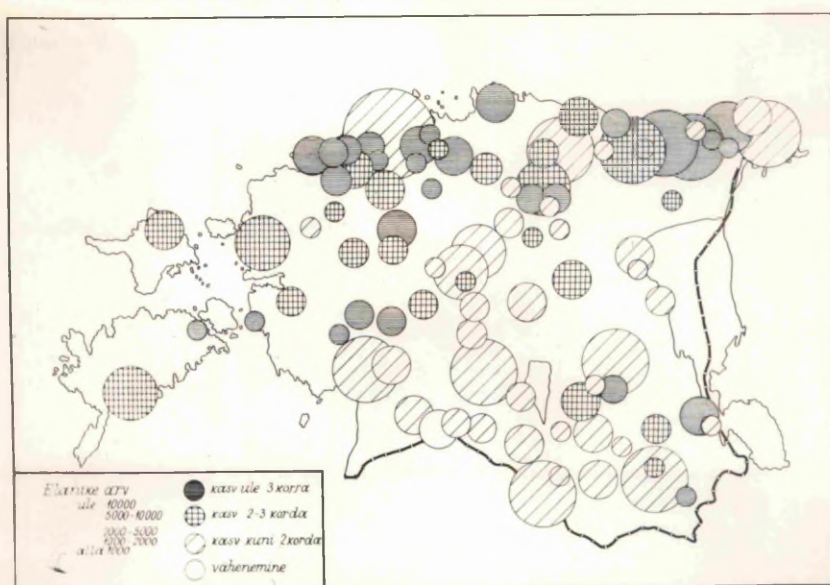 Elanike arv
üle 10000
5000-10000
2000-5000
1200-2000
alla 1000
kasv üle 3 korra
kasv 2-3 korda
kasv kuni 2 korda
vähenemine